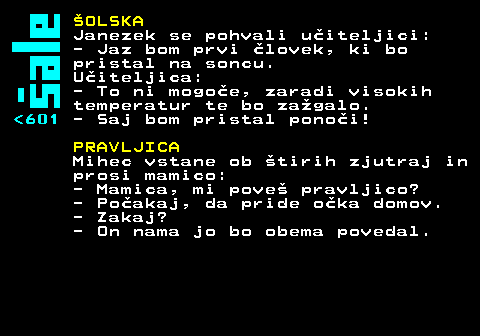 Šale
ŠOLSKA
Janezek se pohvali učiteljici:
- Jaz bom prvi človek, ki bo
pristal na soncu.
Učiteljica:
- To ni mogoče, zaradi visokih
temperatur te bo zažgalo.
<601 - Saj bom pristal ponoči!
PRAVLJICA
Mihec vstane ob štirih zjutraj in
prosi mamico:
- Mamica, mi poveš pravljico?
- Počakaj, da pride očka domov.
- Zakaj?
- On nama jo bo obema povedal.